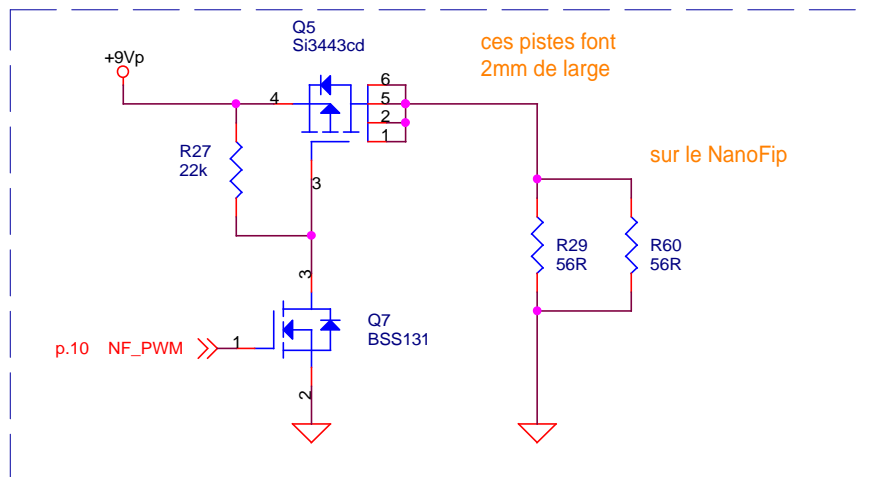 Q5
Si3443cd
ces pistes font
2mm de large
+9Vp
4
6
5
2
1
R27
22k
3
sur le NanoFip
R29
56R
R60
56R
3
Q7
BSS131
p.10 NF_PWM
1
2